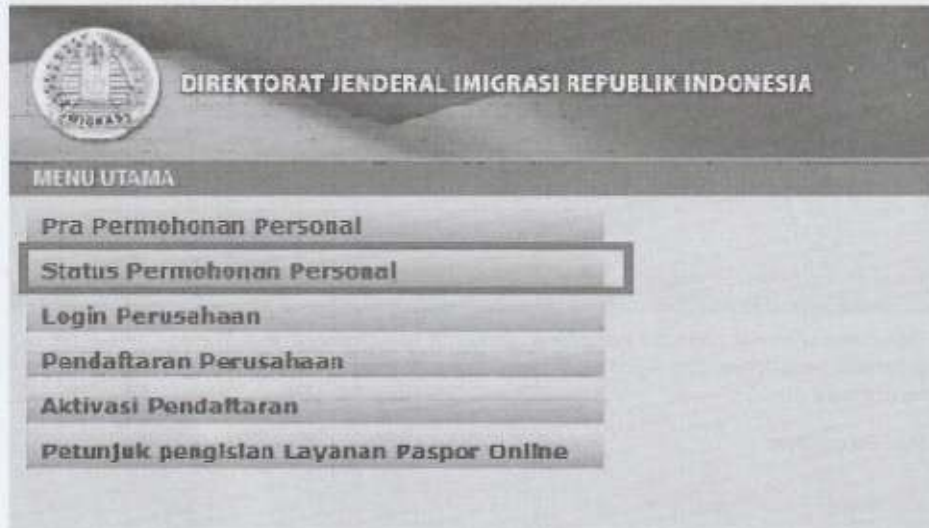 IMIGRASI
DIREKTORAT JENDERAL IMIGRASI REPUBLIK INDONESIA
MENU UTAMA
Pra Permohonan Personal
Status Permohonan Personal
Login Perusahaan
Pendaftaran Perusahaan
Aktivasi Pendaftaran
Petunjuk pengisian Layanan Paspor Online